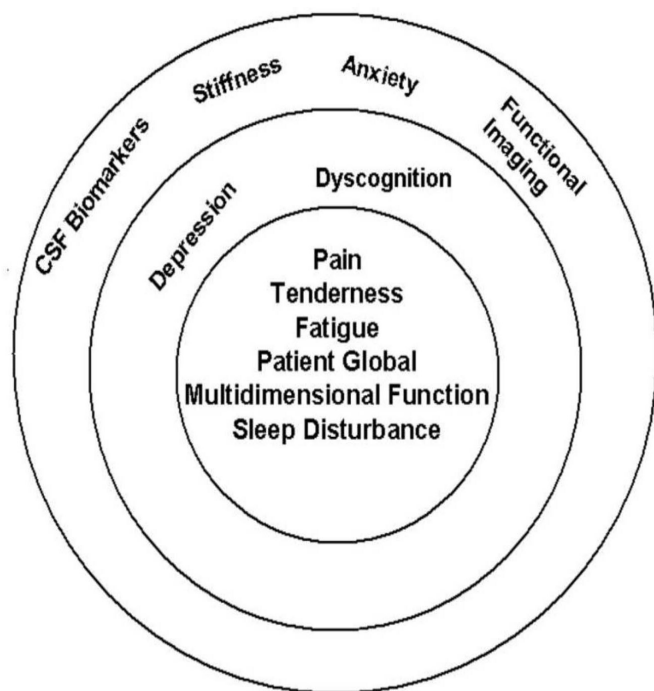 Stiffness
Anxiety
Functional
Imaging
CSF Biomarkers
Depression
Dyscognition
Pain
Tenderness
Fatigue
Patient Global
Multidimensional Function
Sleep Disturbance